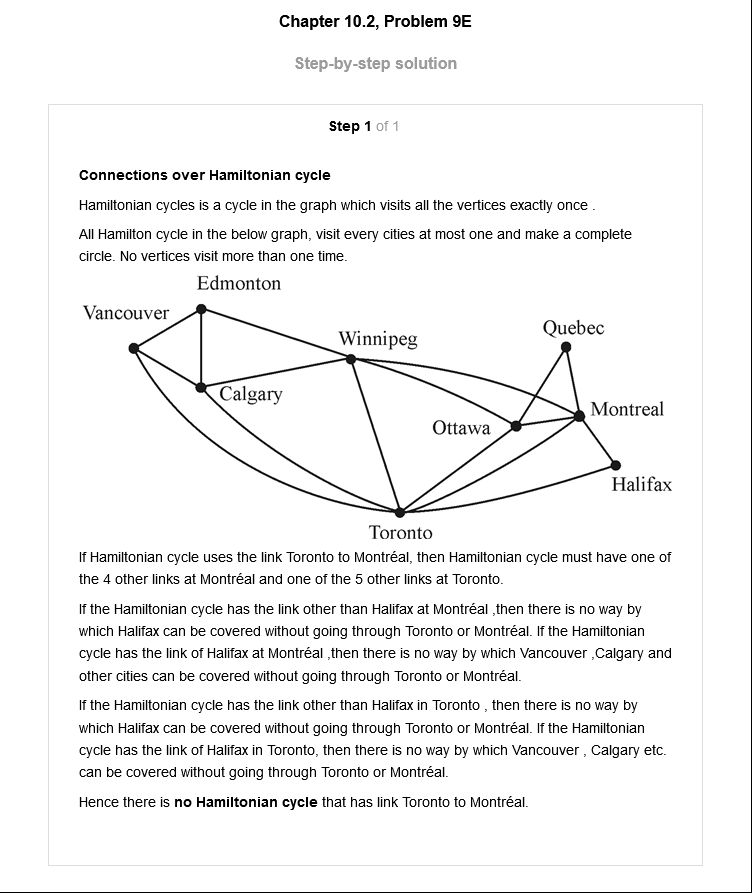 Chapter 10.2, Problem 9E
Step-by-step solution
Step 1 of 1
Connections over Hamiltonian cycle
Hamiltonian cycles is a cycle in the graph which visits all the vertices exactly once .
All Hamilton cycle in the below graph, visit every cities at most one and make a complete
circle. No vertices visit more than one time.
Edmonton
Vancouver
Winnipeg
Quebec
Calgary
Montreal
Ottawa
Halifax
Toronto
If Hamiltonian cycle uses the link Toronto to Montréal, then Hamiltonian cycle must have one of
the 4 other links at Montréal and one of the 5 other links at Toronto.
If the Hamiltonian cycle has the link other than Halifax at Montréal ,then there is no way by
which Halifax can be covered without going through Toronto or Montréal. If the Hamiltonian
cycle has the link of Halifax at Montréal ,then there is no way by which Vancouver ,Calgary and
other cities can be covered without going through Toronto or Montréal.
If the Hamiltonian cycle has the link other than Halifax in Toronto , then there is no way by
which Halifax can be covered without going through Toronto or Montréal. If the Hamiltonian
cycle has the link of Halifax in Toronto, then there is no way by which Vancouver , Calgary etc.
can be covered without going through Toronto or Montréal.
Hence there is no Hamiltonian cycle that has link Toronto to Montréal.